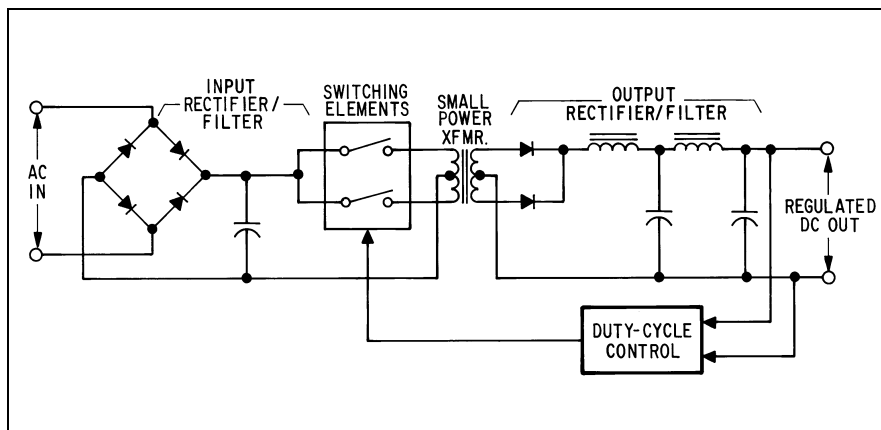 INPUT
RECTIFIER/
FILTER
SWITCHING
ELEMENTS
SMALL
POWER
XFMR.
OUTPUT
RECTIFIER/FILTER
AC
IN
REGULATED
DC OUT
DUTY-CYCLE
CONTROL